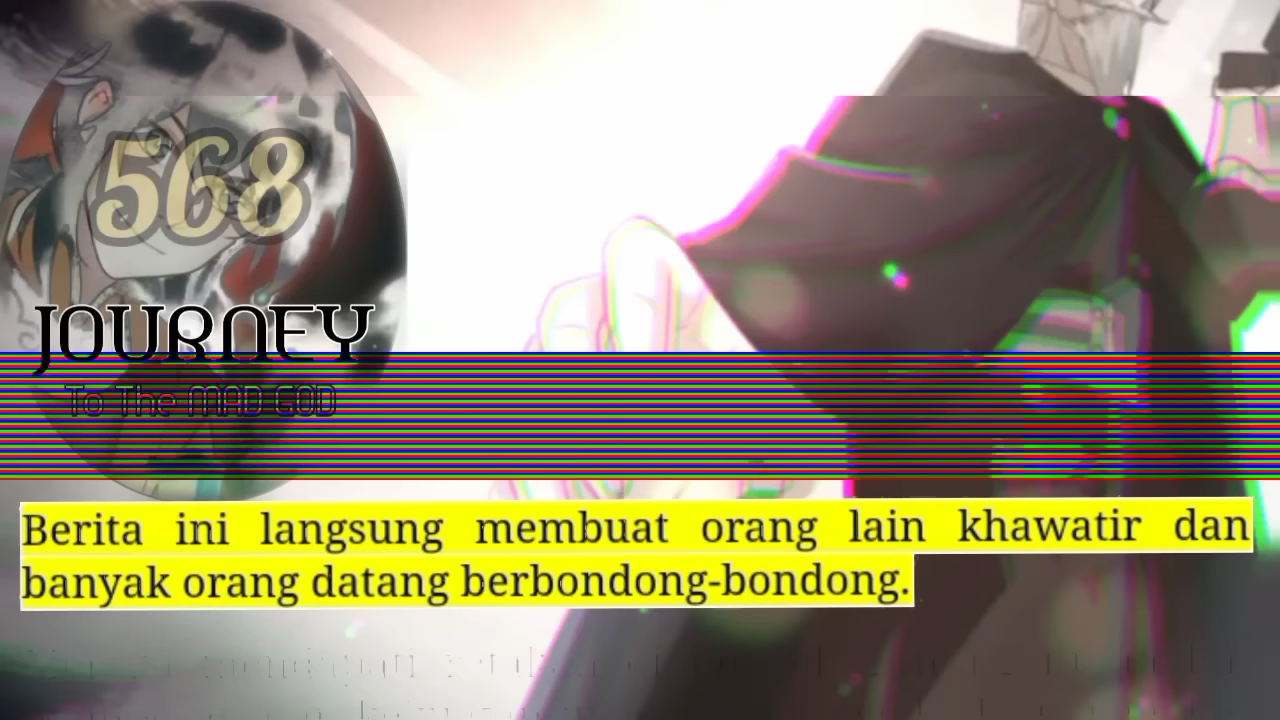 568
JOURNEY
To The MAD GOD
Berita ini langsung membuat orang lain khawatir dan
banyak orang datang berbondong-bondong.